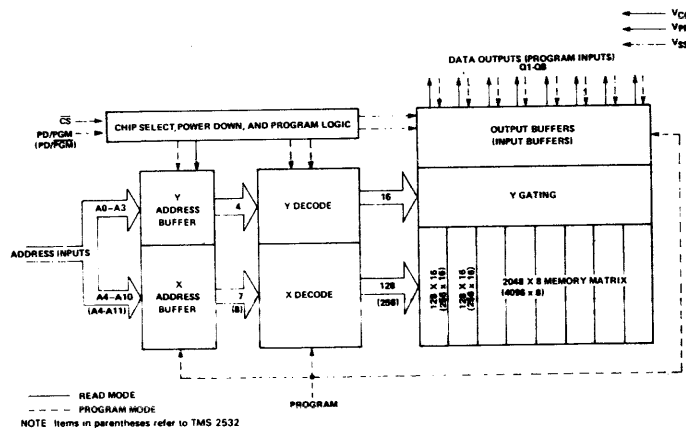 VC
VP
VS
DATA OUTPUTS (PROGRAM INPUTS)
Q1-Q8
CS
PD/PGM
(PD/PGM)
CHIP SELECT, POWER DOWN, AND PROGRAM LOGIC
OUTPUT BUFFERS
(INPUT BUFFERS)
A0-A3
Y
ADDRESS
BUFFER
4
Y DECODE
16
Y GATING
ADDRESS INPUTS
A4-A10
(A4-A11)
X
ADDRESS
BUFFER
7
(8)
X DECODE
128
(256)
128 X 16
(256 x 16)
128 X 16
(256 x 16)
2048 X 8 MEMORY MATRIX
(4096 x 8)
PROGRAM
READ MODE
PROGRAM MODE
NOTE Items in parentheses refer to TMS 2532